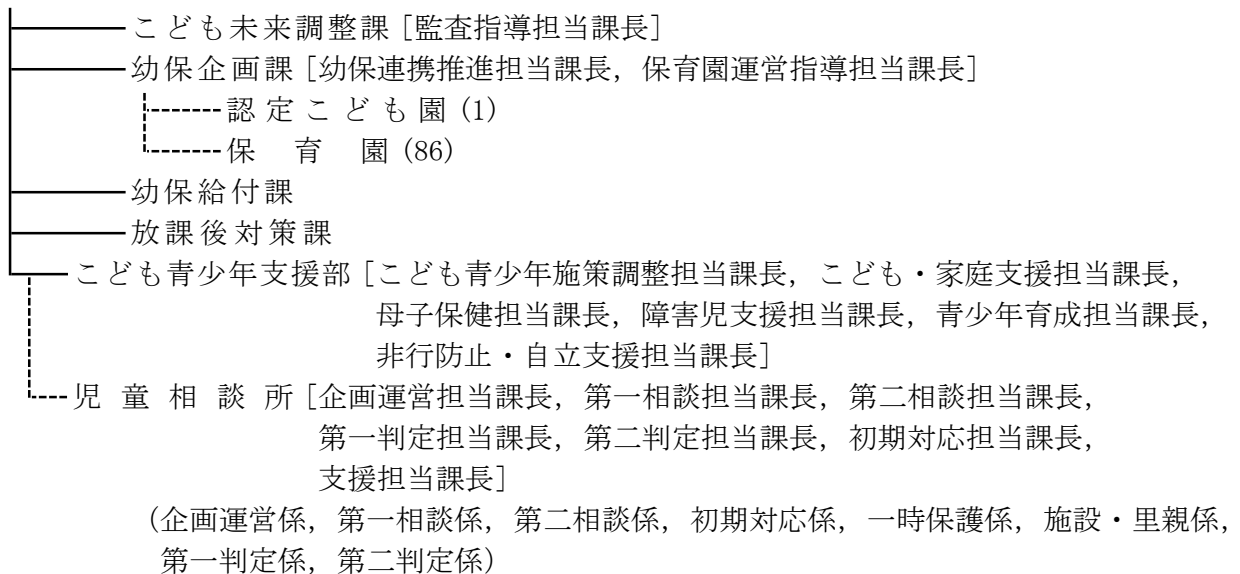 こども未来調整課［監査指導担当課長］
幼保企画課［幼保連携推進担当課長，保育園運営指導担当課長］
認定こども園(1)
保育園(86)
幼保給付課
放課後対策課
こども青少年支援部［こども青少年施策調整担当課長，こども・家庭支援担当課長，
母子保健担当課長，障害児支援担当課長，青少年育成担当課長，
非行防止・自立支援担当課長］
児童相談所［企画運営担当課長，第一相談担当課長，第二相談担当課長，
第一判定担当課長，第二判定担当課長，初期対応担当課長，
支援担当課長］
（企画運営係，第一相談係，第二相談係，初期対応係，一時保護係，施設・里親係，
第一判定係，第二判定係）